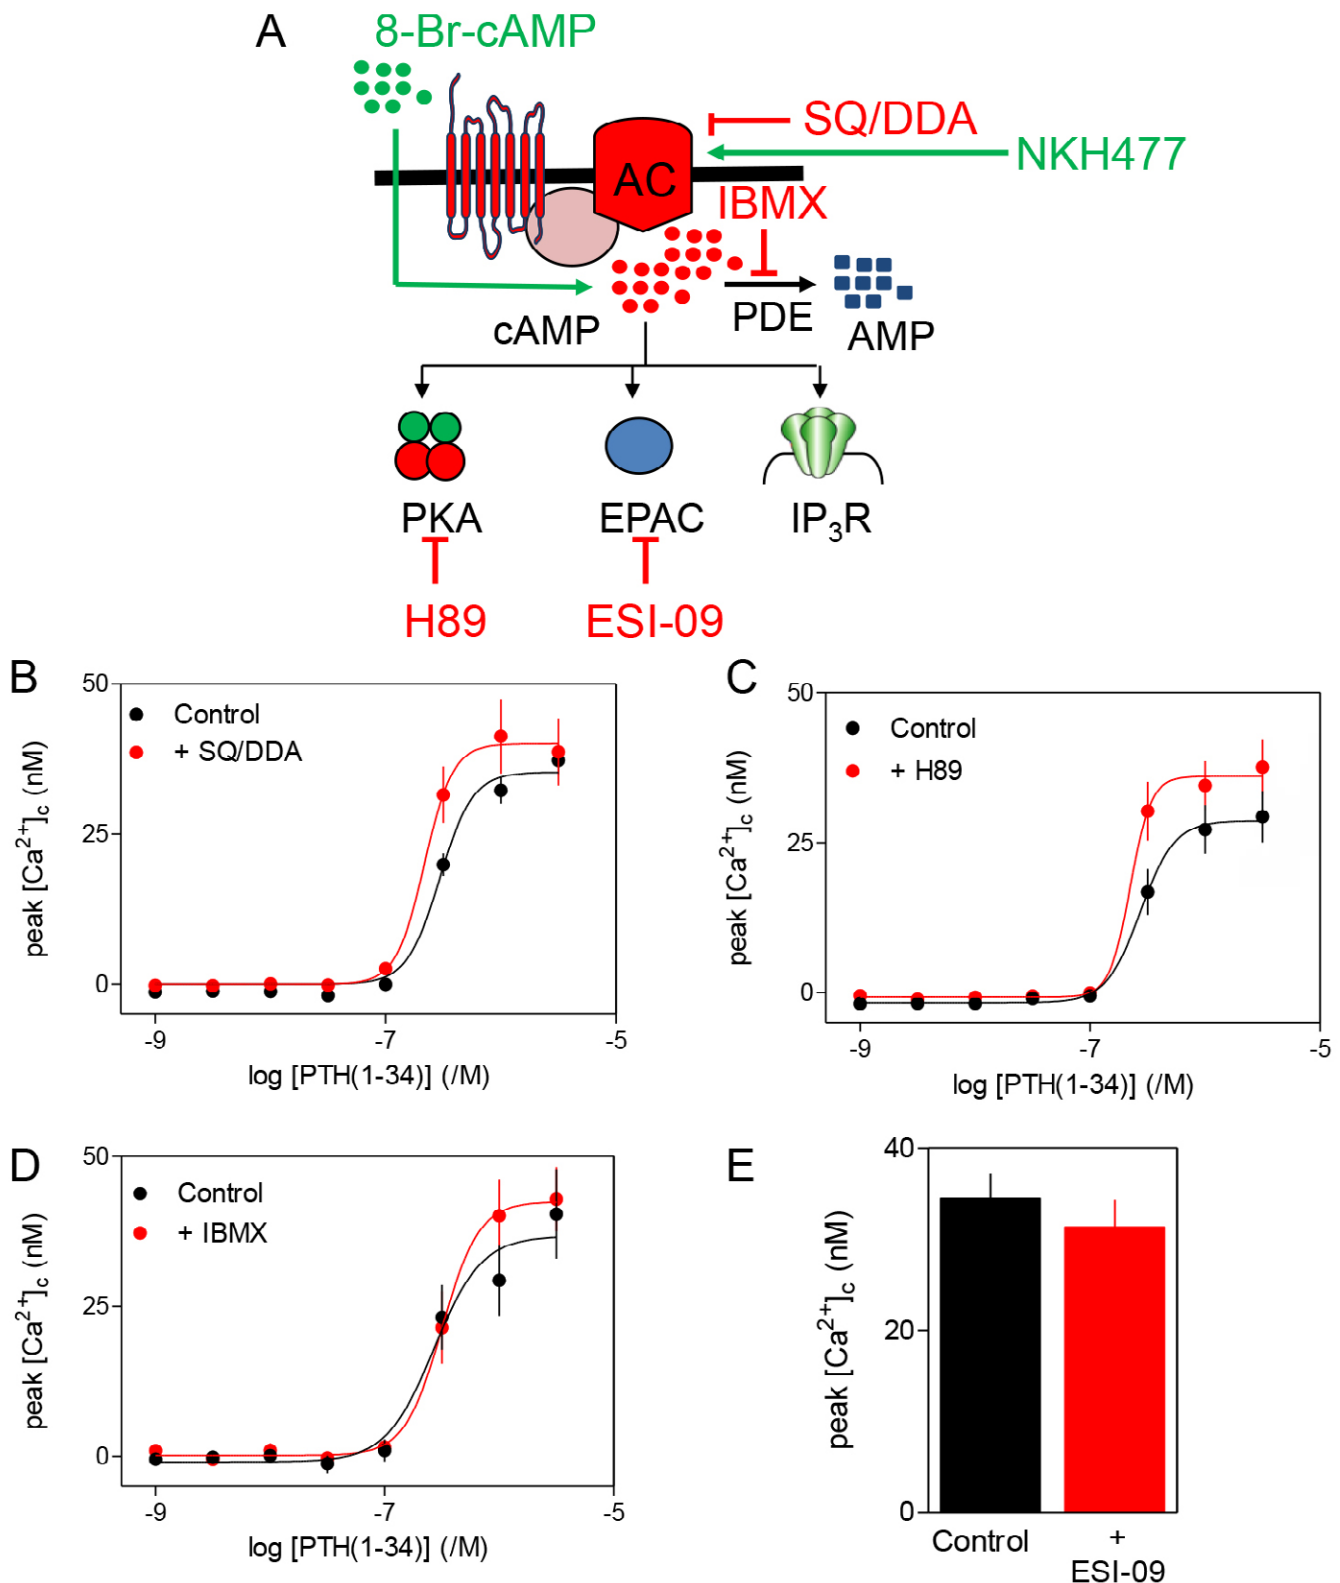 A
8-Br-cAMP
SQ/DDA
NKH477
AC
IBMX
cAMP
PDE
AMP
PKA
EPAC
IP3R
H89
ESI-09
B
50
Control
+ SQ/DDA
25
0
peak [Ca2+]c (nM)
-9
-7
-5
log [PTH(1-34)] (/M)
C
50
Control
+ H89
25
0
peak [Ca2+]c (nM)
-9
-7
-5
log [PTH(1-34)] (/M)
D
50
Control
+ IBMX
25
0
peak [Ca2+]c (nM)
-9
-7
-5
log [PTH(1-34)] (/M)
E
40
20
0
peak [Ca2+]c (nM)
Control
+
ESI-09